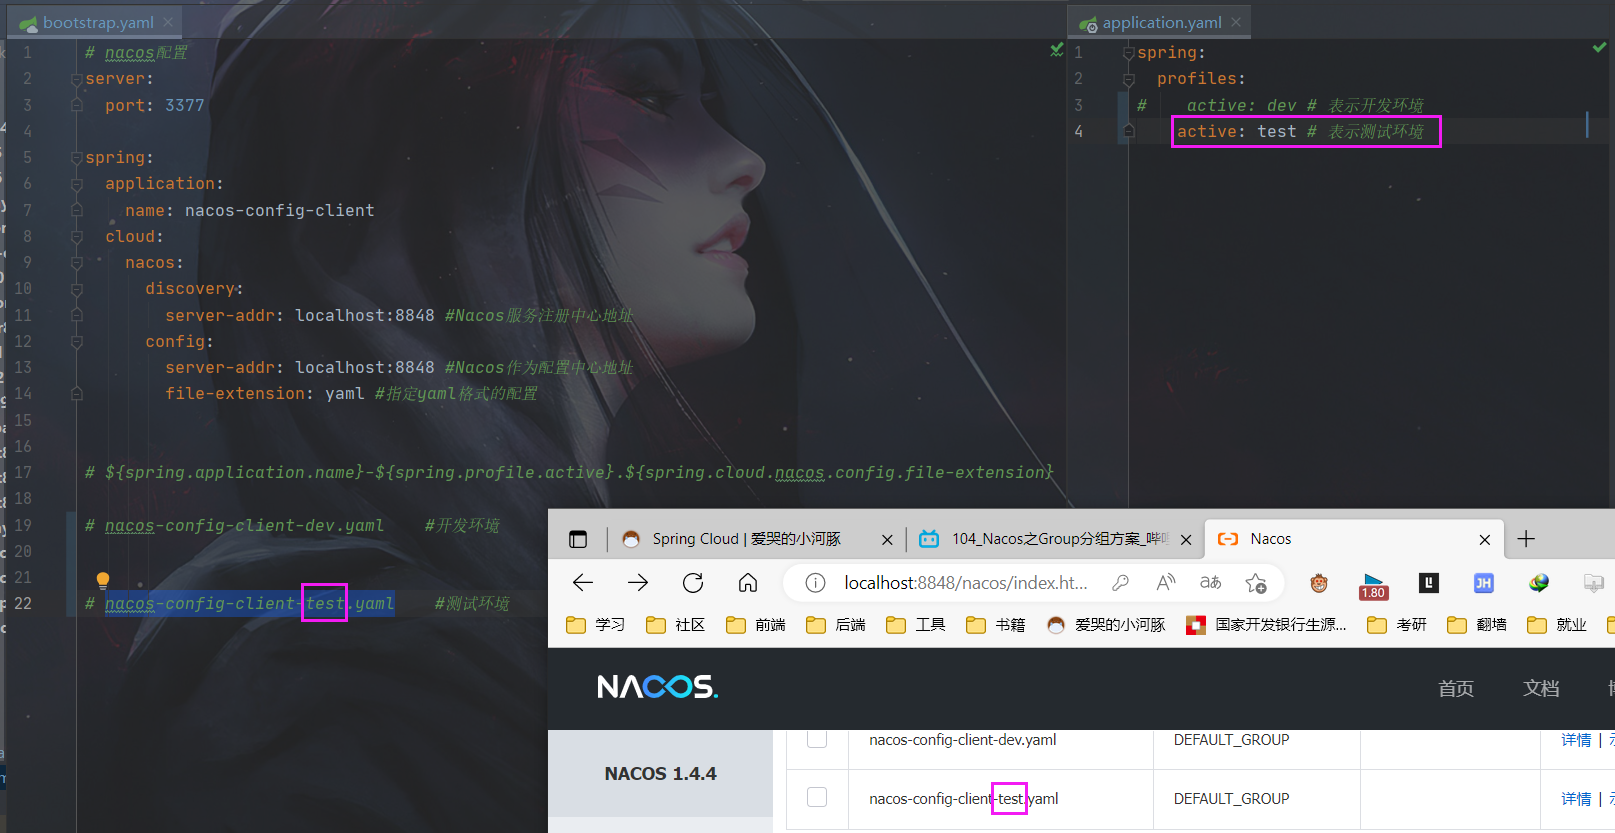 bootstrap.yaml
1 # nacos配置
2 server:
3 port: 3377
4
5 spring:
6 application:
7 name: nacos-config-client
8 cloud:
9 nacos:
10 discovery:
11 server-addr: localhost:8848 #Nacos服务注册中心地址
12 config:
13 server-addr: localhost:8848 #Nacos作为配置中心地址
14 file-extension: yaml #指定yaml格式的配置
15
16
17 # ${spring.application.name}-${spring.profile.active}.${spring.cloud.nacos.config.file-extension}
18
19 # nacos-config-client-dev.yaml #开发环境
20
21
22 # nacos-config-client-test.yaml #测试环境
application.yaml
1 spring:
2 profiles:
3 # active: dev # 表示开发环境
4 active: test # 表示测试环境
Spring Cloud | 爱哭的小河豚
104_Nacos之Group分组方案_哔
Nacos
localhost:8848/nacos/index.ht...
1.80
JH
学习 社区 前端 后端 工具 书籍 爱哭的小河豚 国家开发银行生源... 考研 翻墙 就业
NACOS.
首页 文档
NACOS 1.4.4
nacos-config-client-dev.yaml DEFAULT_GROUP 详情 |
nacos-config-client-test.yaml DEFAULT_GROUP 详情 |